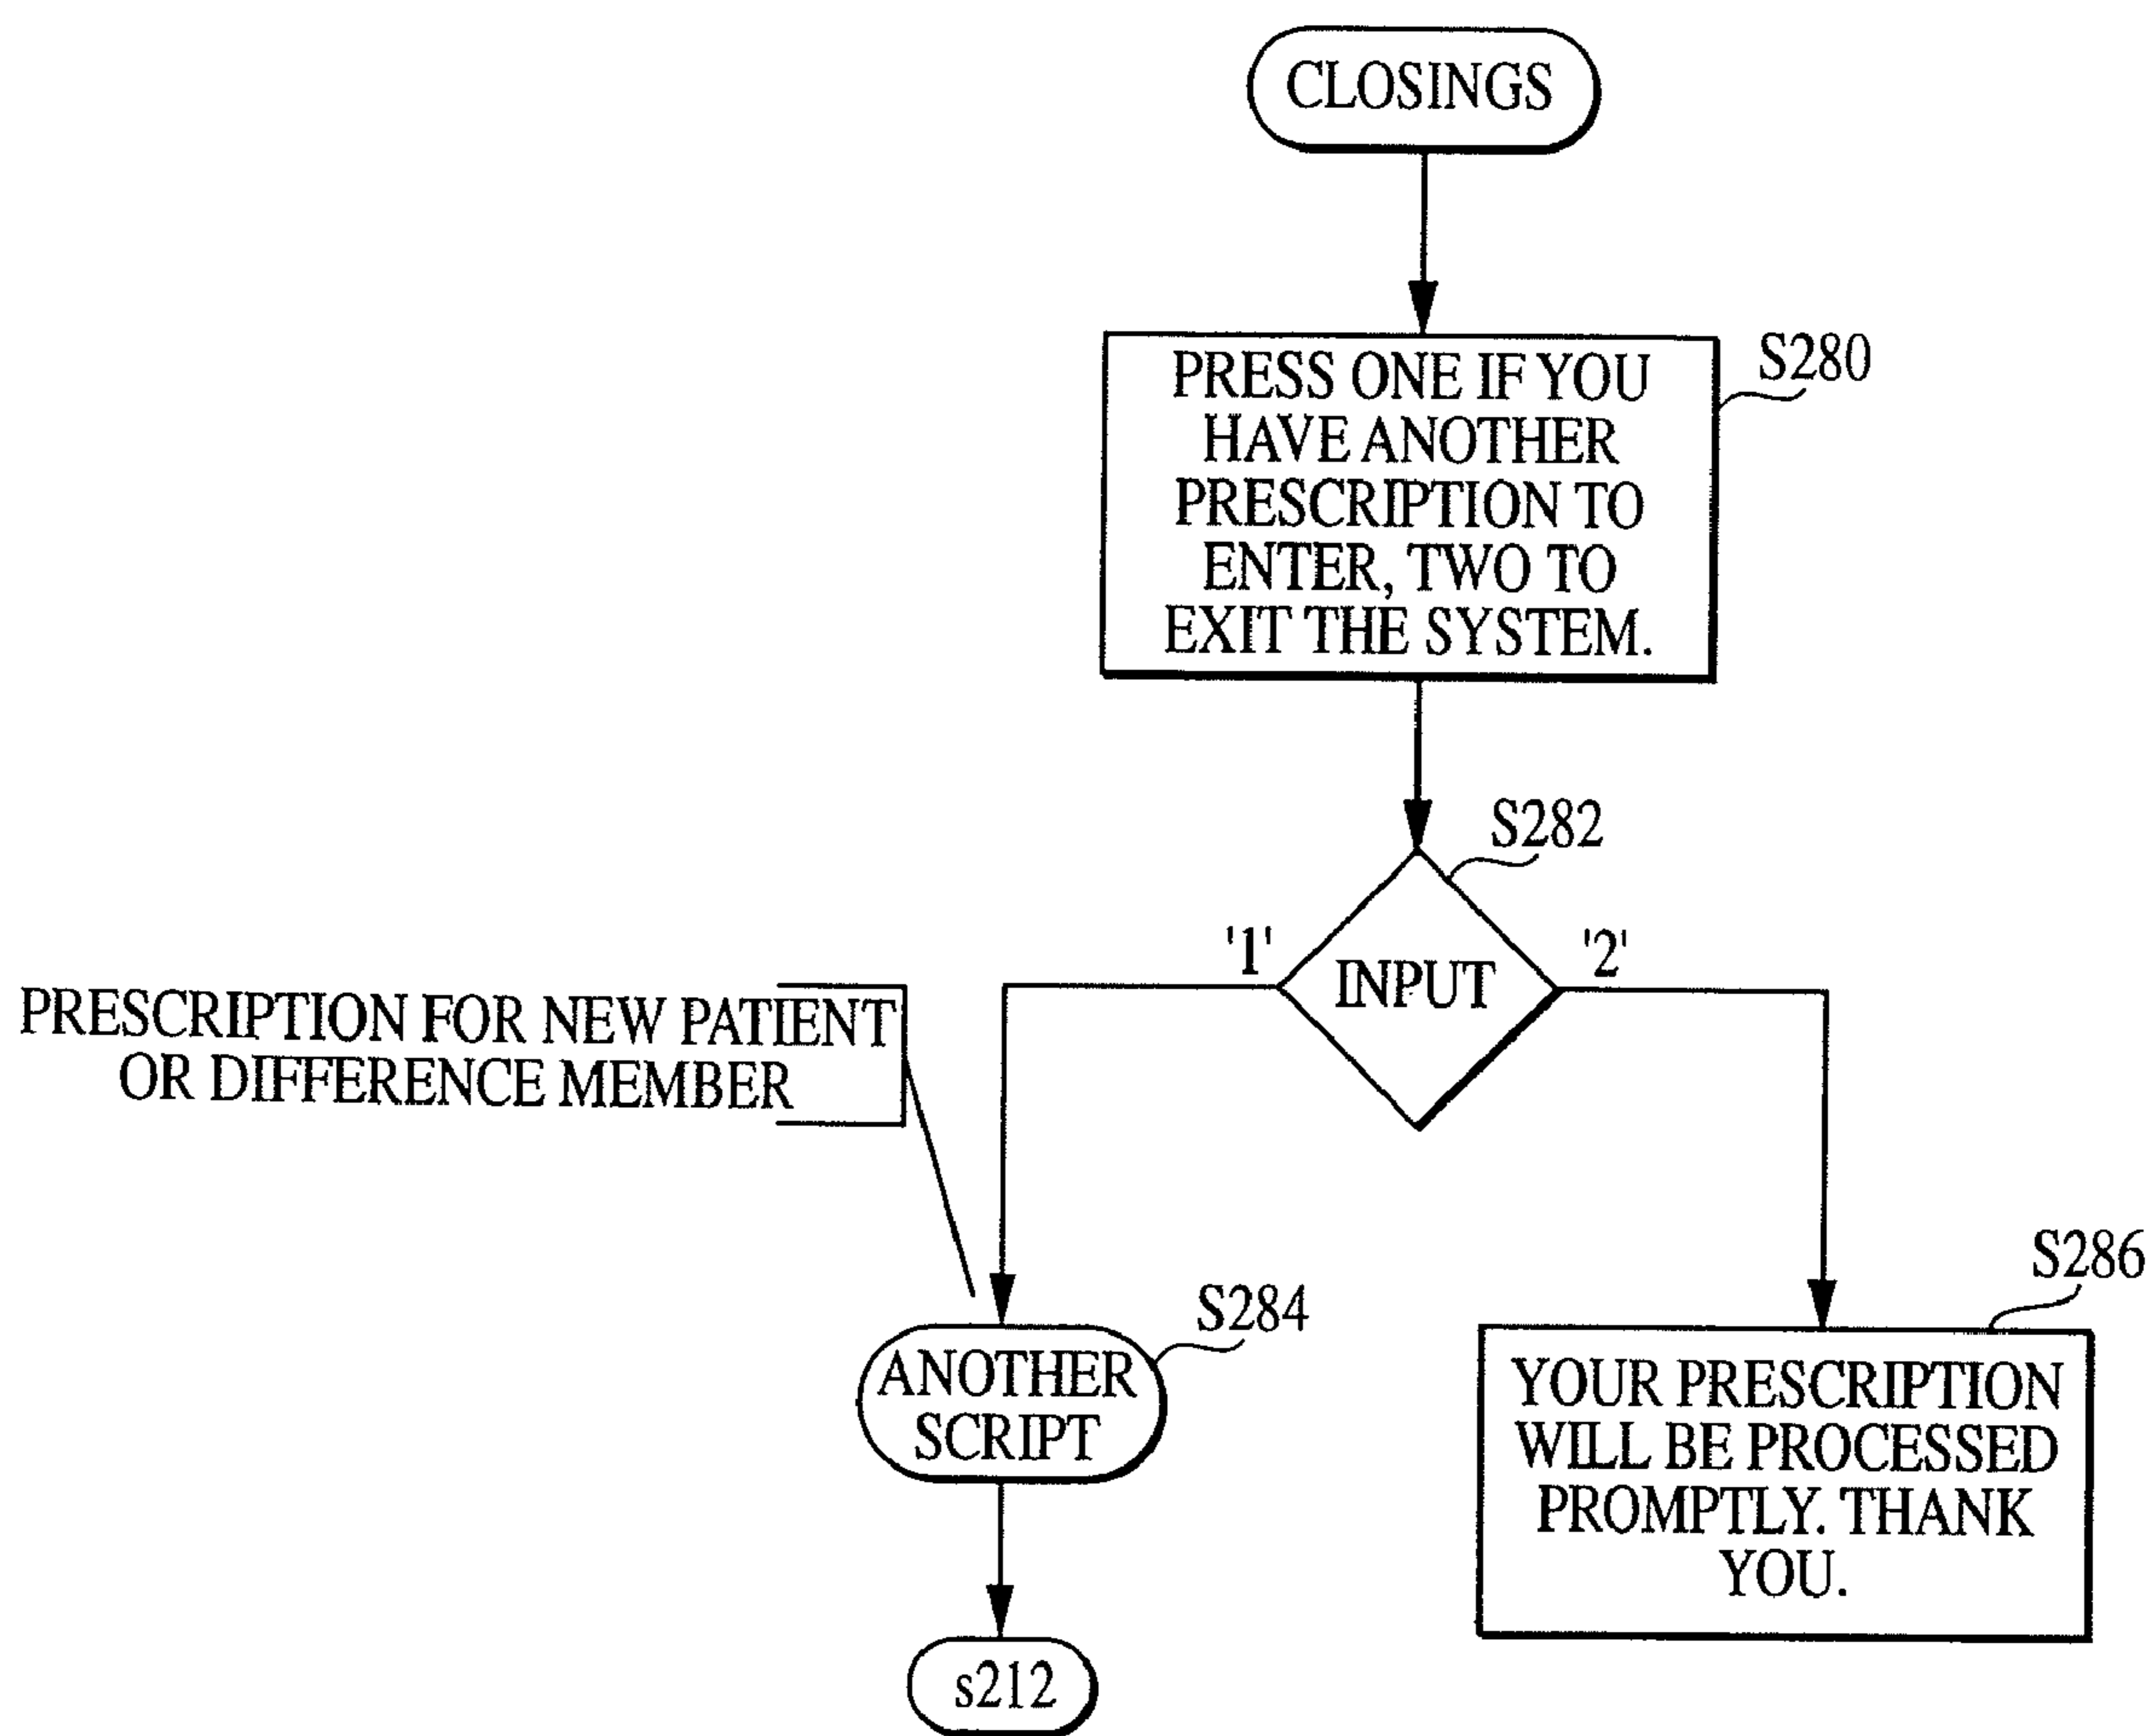 CLOSINGS
PRESS ONE IF YOU
HAVE ANOTHER
PRESCRIPTION TO
ENTER, TWO TO
EXIT THE SYSTEM.
S280
S282
'1'
INPUT
'2'
PRESCRIPTION FOR NEW PATIENT
OR DIFFERENCE MEMBER
S284
ANOTHER
SCRIPT
S286
YOUR PRESCRIPTION
WILL BE PROCESSED
PROMPTLY. THANK
YOU.
s212